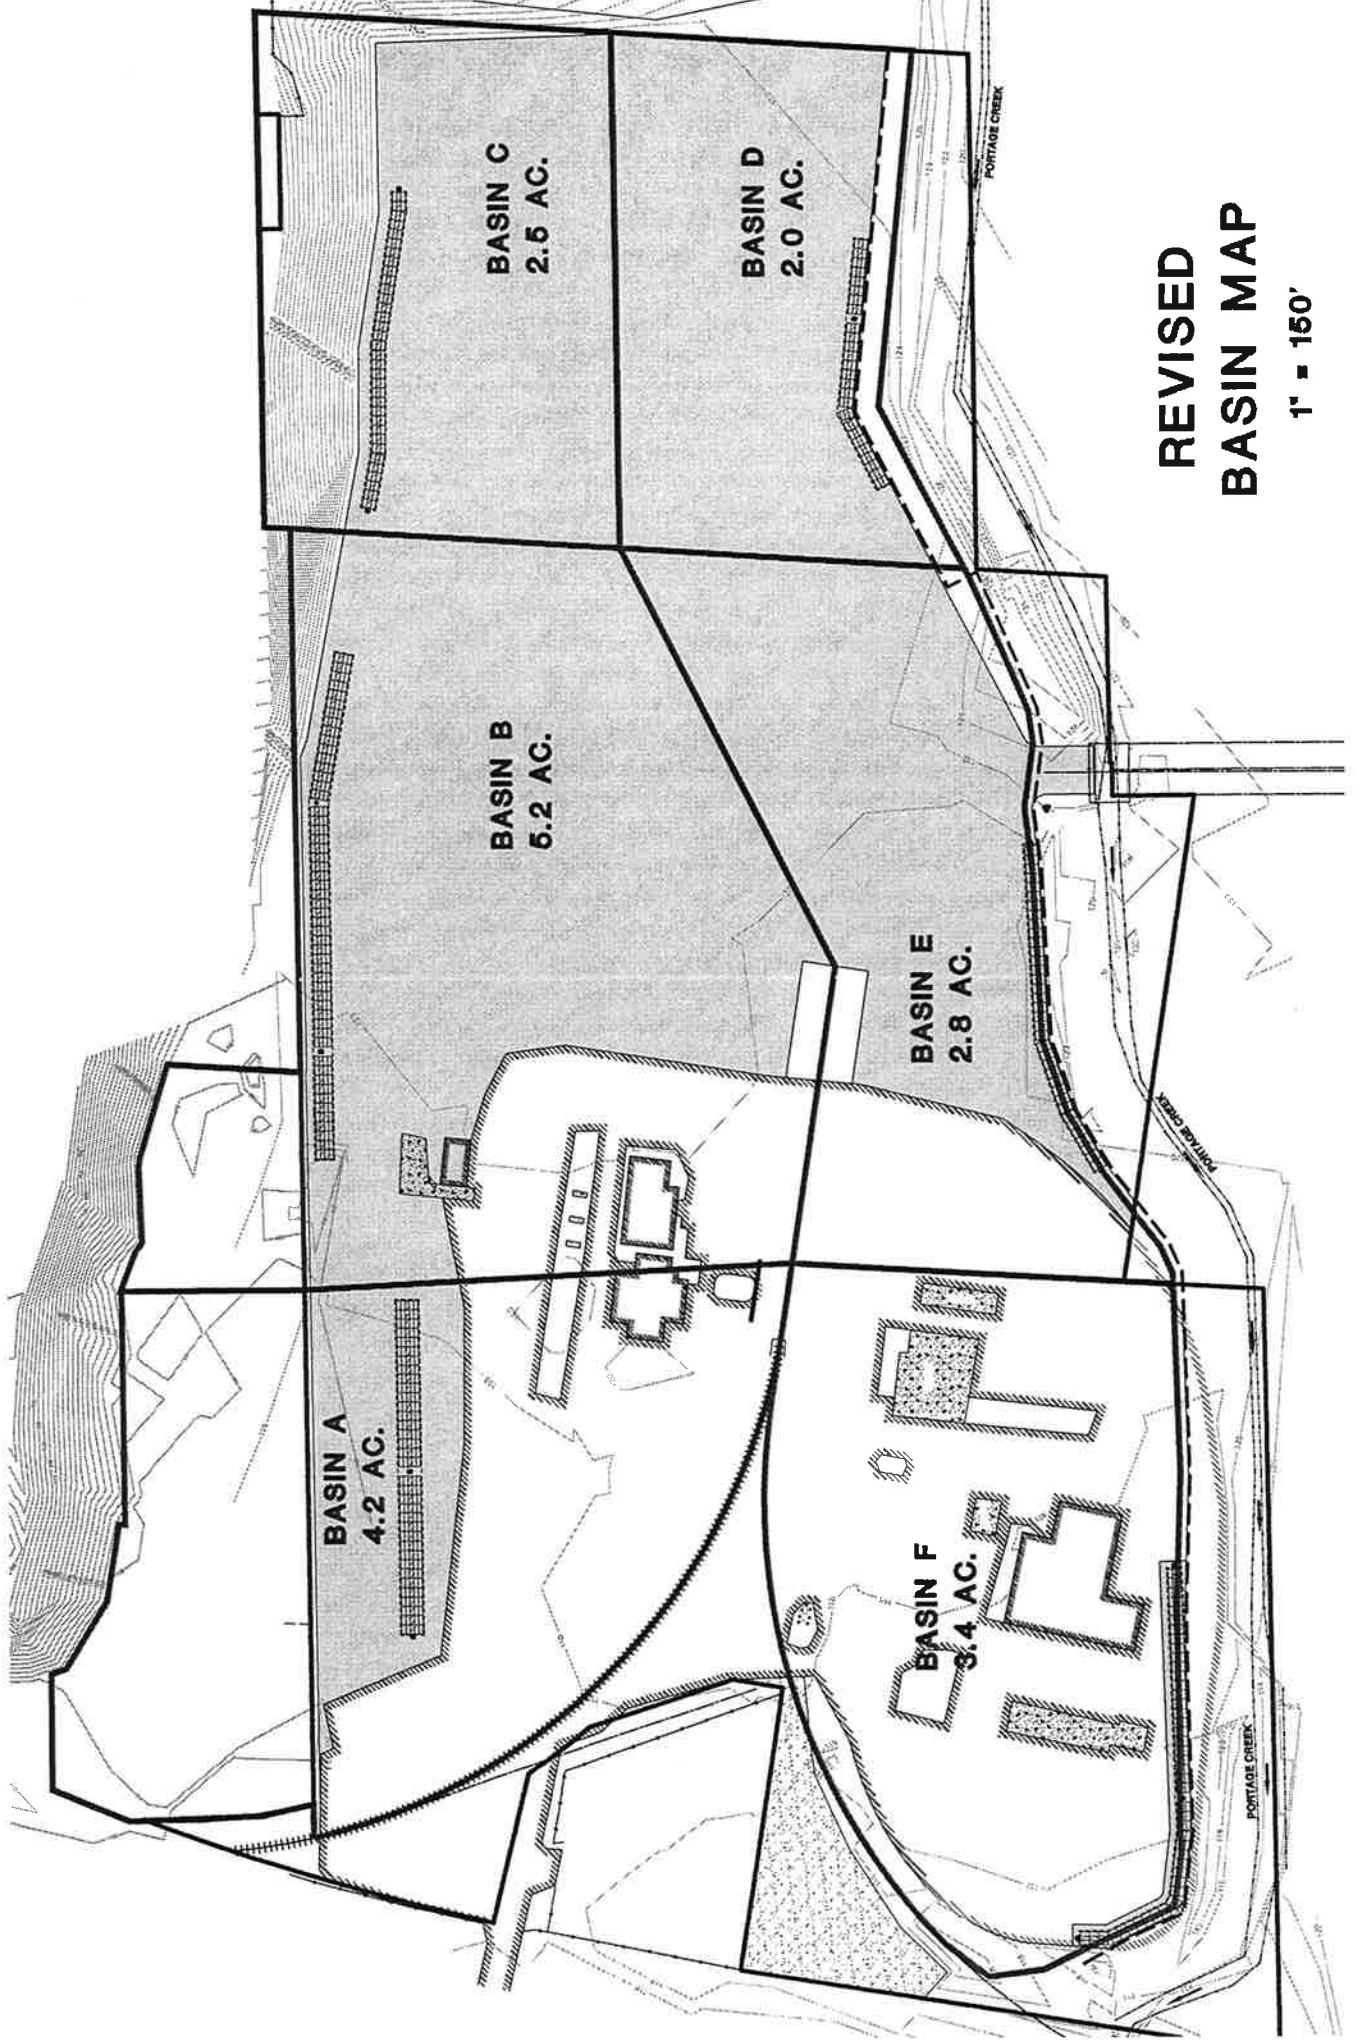 BASIN C
2.5 AC.
BASIN D
2.0 AC.
PORTAGE CREEK
REVISED
BASIN MAP
1" = 150'
BASIN B
5.2 AC.
BASIN E
2.8 AC.
PORTAGE CREEK
BASIN A
4.2 AC.
BASIN F
3.4 AC.
PORTAGE CREEK